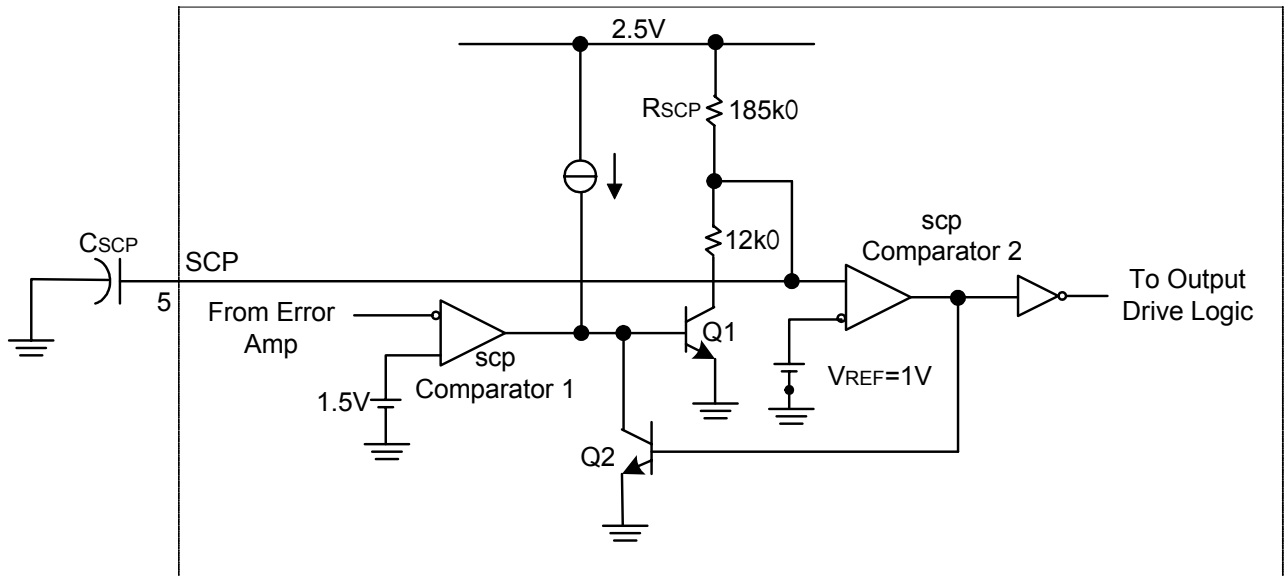 2.5V
RSCP 185k0
CSCP
SCP
5
12k0
scp
Comparator 2
To Output
Drive Logic
From Error
Amp
Q1
scp
Comparator 1
1.5V
VREF=1V
Q2